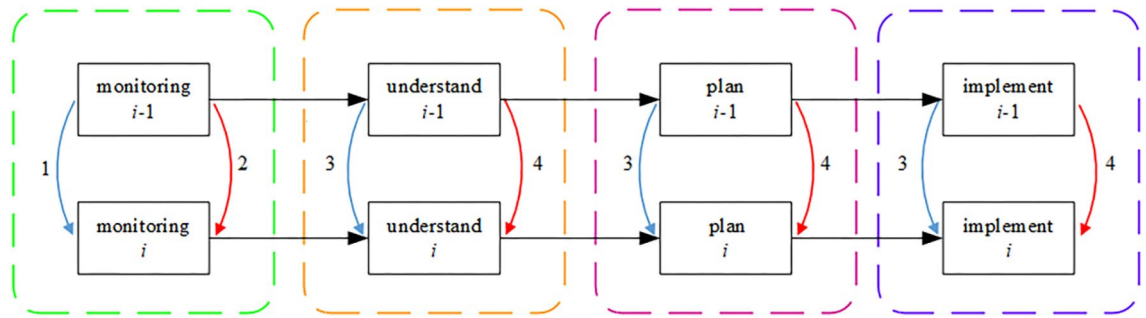 monitoring
i-1
understand
i-1
plan
i-1
implement
i-1
1
2
3
4
3
4
3
4
monitoring
i
understand
i
plan
i
implement
i